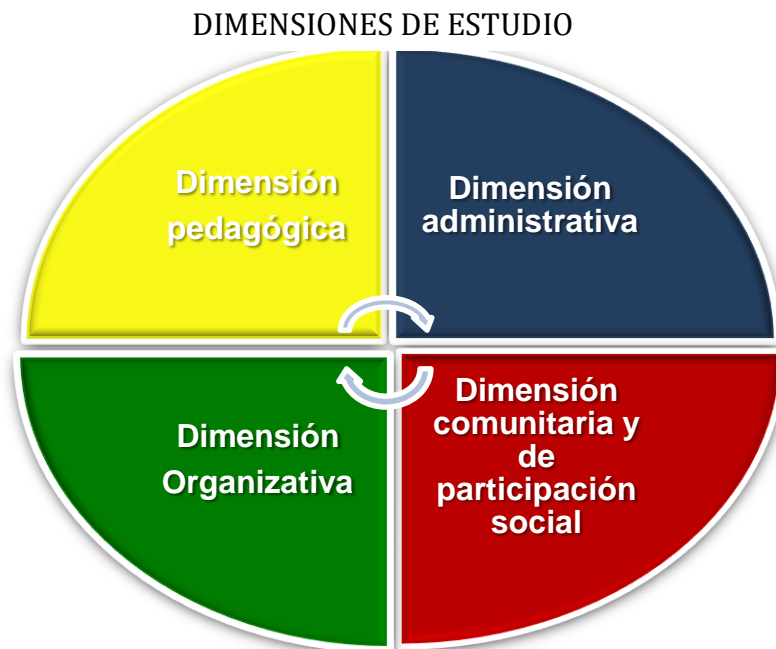 DIMENSIONES DE ESTUDIO
Dimensión
pedagógica
Dimensión
administrativa
Dimensión
Organizativa
Dimensión
comunitaria y
de
participación
social